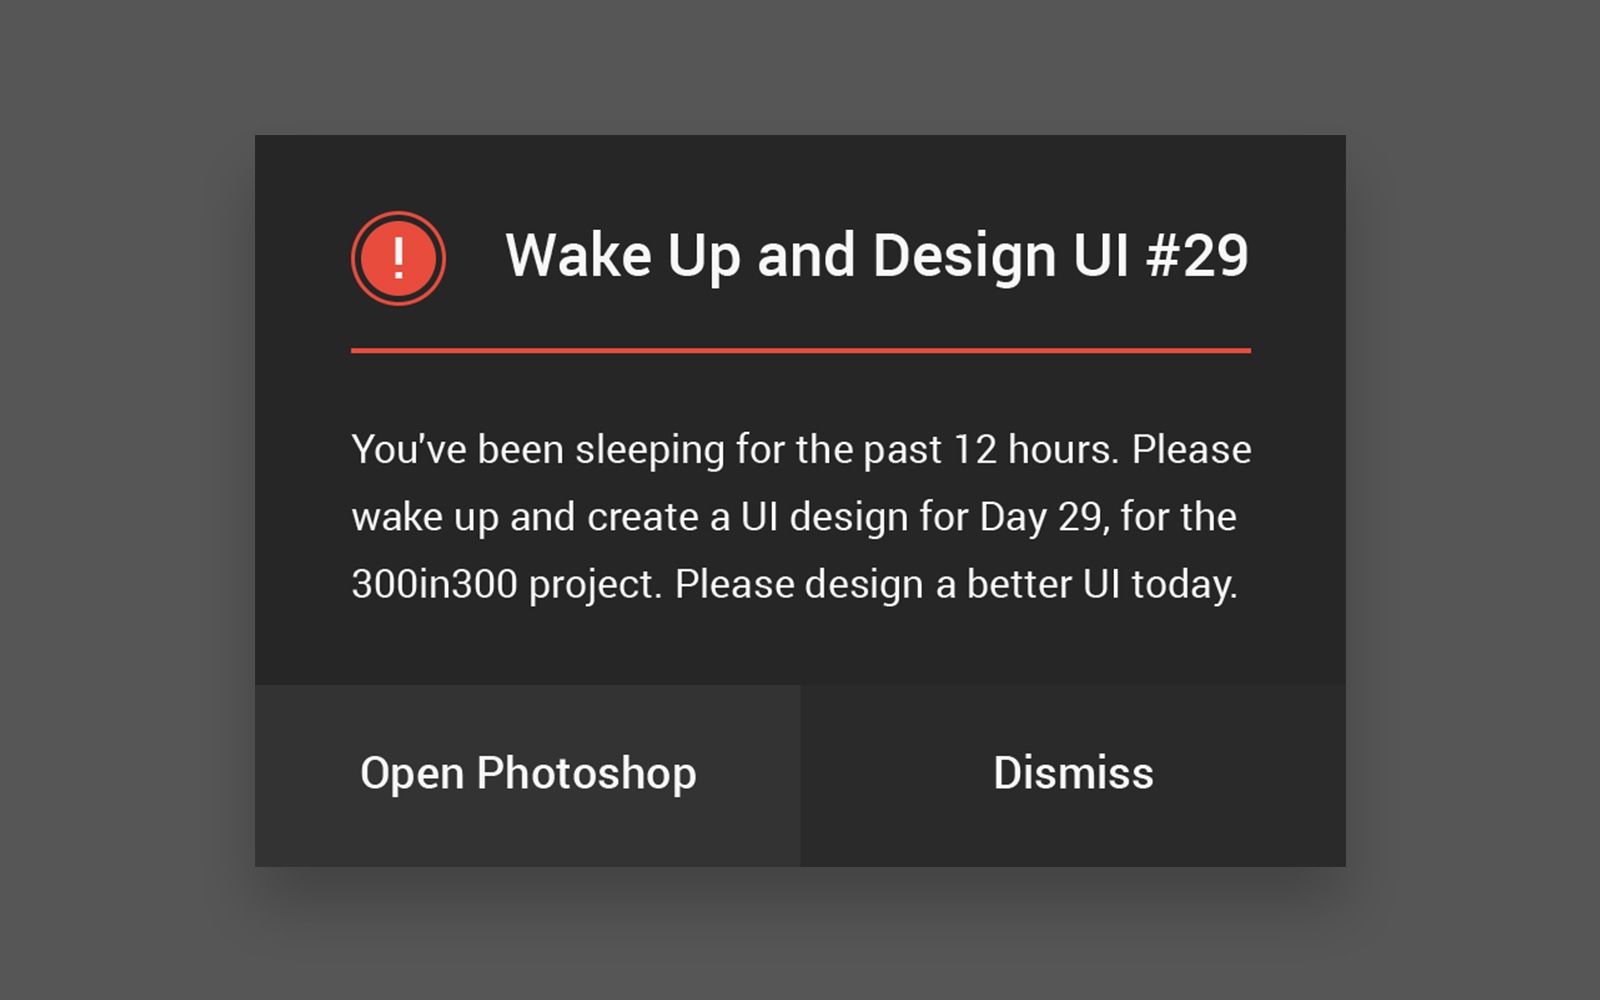 !
Wake Up and Design UI #29
You've been sleeping for the past 12 hours. Please
wake up and create a UI design for Day 29, for the
300in300 project. Please design a better UI today.
Open Photoshop
Dismiss